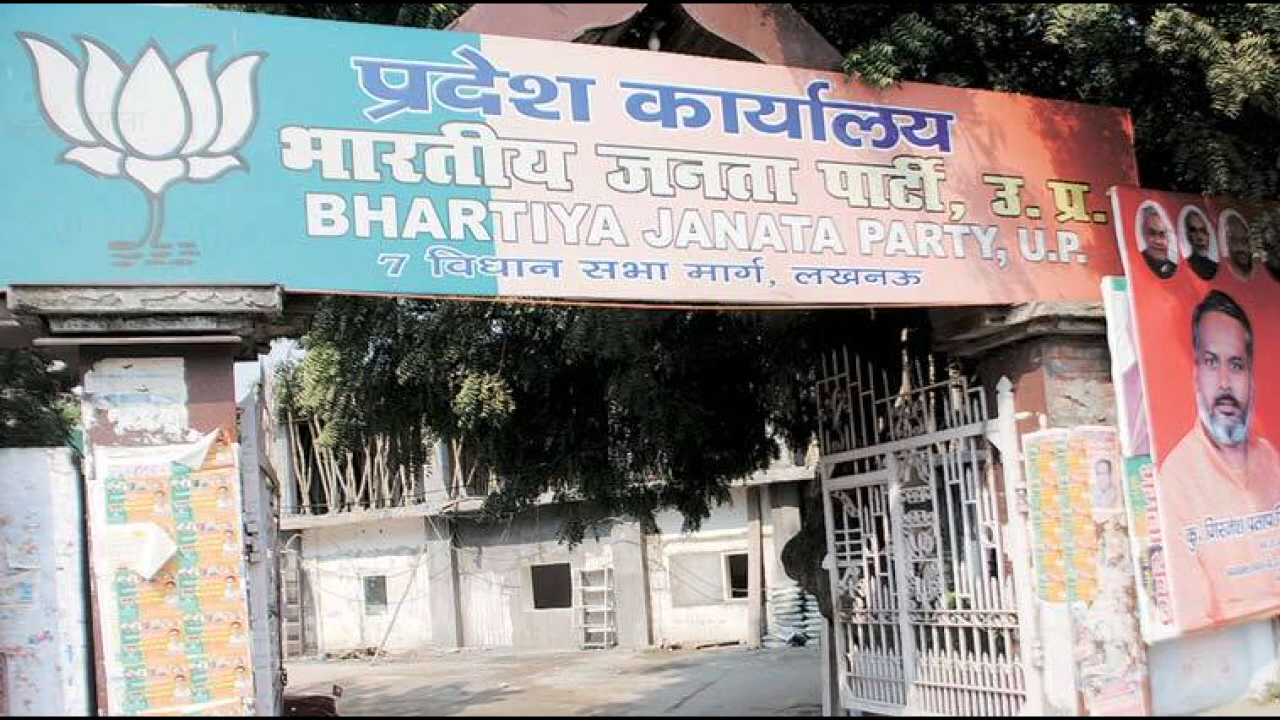 प्रदेश कार्यालय
भारतीय जनता पार्टी, उ. प्र.
BHARTIYA JANATA PARTY, U.P.
7 विधान सभा मार्ग, लखनऊ